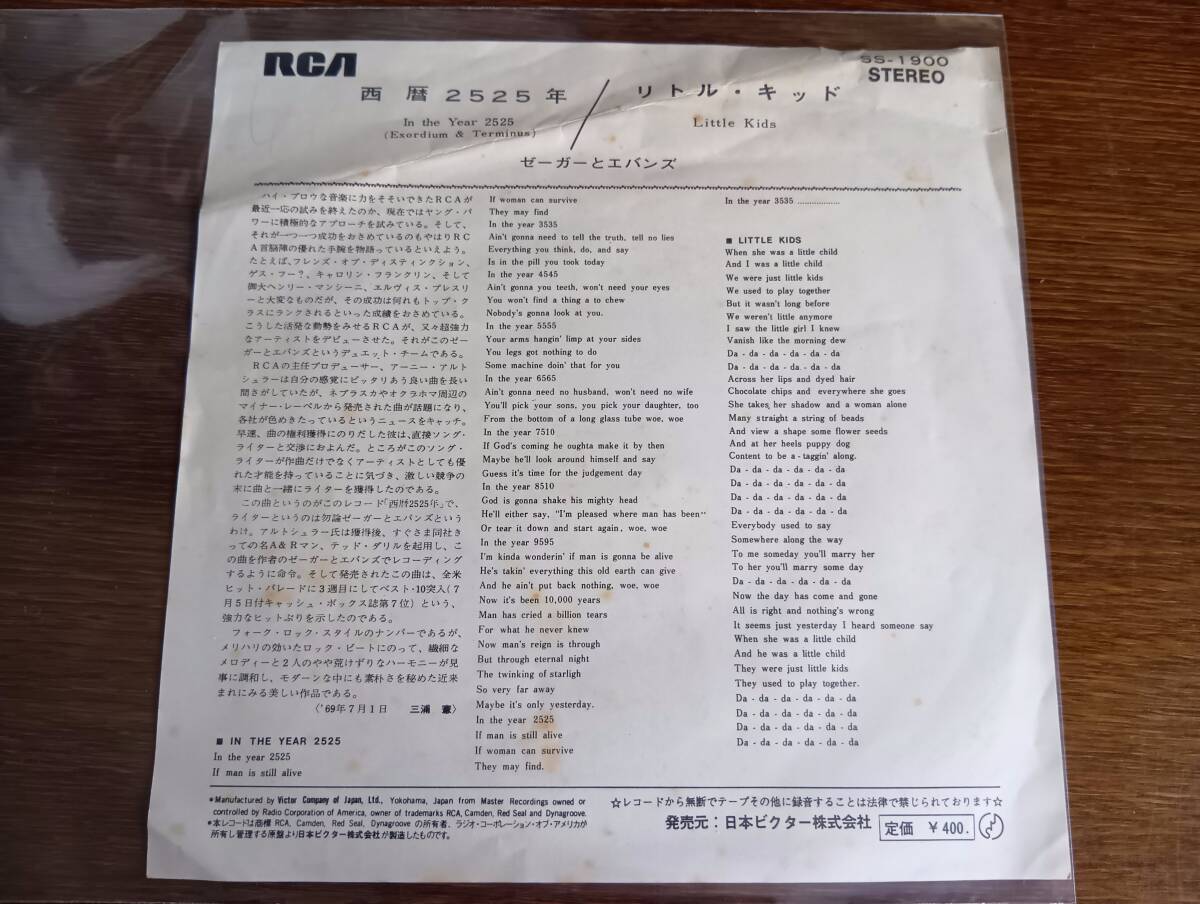 RCA
SS-1900
STEREO
西暦2525年
In the Year 2525
(Exordium & Terminus)
リトル・キッド
Little Kids
ゼーガーとエバンズ
ハイ・ブロウな音楽に力をそそいできたRCAが
最近一応の試みを終えたのか、現在ではヤング・パ
ワーに積極的なアプローチを試みている。そして、
それが一つ一つ成功をおさめているのもやはりRC
A首脳陣の優れた手腕を物語っているといえよう。
たとえば、フレンズ・オブ・ディスティンクション、
ゲス・フー?、キャロリン・フランクリン、そして
御大ヘンリー・マンシーニ、エルヴィス・プレスリ
ーと大変なものだが、その成功は何れもトップ・ク
ラスにランクされるといった成績をおさめている。
こうした活発な動勢をみせるRCAが、又々超強力
なアーティストをデビューさせた。それがこのゼー
ガーとエバンズというデュエット・チームである。
RCAの主任プロデューサー、アーニー・アルト
シュラーは自分の感覚にピッタリあう良い曲を長い
間さがしていたが、ネブラスカやオクラホマ周辺の
マイナー・レーベルから発売された曲が話題になり、
各社が色めきたっているというニュースをキャッチ。
早速、曲の権利獲得にのりだした彼は、直接ソング・
ライターと交渉におよんだ。ところがこのソング・
ライターが作曲だけでなくアーティストとしても優
れた才能を持っていることに気づき、激しい競争の
末に曲と一緒にライターを獲得したのである。
この曲というのがこのレコード「西暦2525年」で、
ライターというのは勿論ゼーガーとエバンズという
わけ。アルトシュラー氏は獲得後、すぐさま同社き
っての名A&Rマン、テッド・ダリルを起用し、こ
の曲を作者のゼーガーとエバンズでレコーディング
するように命令。そして発売されたこの曲は、全米
ヒット・パレードに3週目にしてベスト・10突入(7
月5日付キャッシュ・ボックス誌第7位)という、
強力なヒットぶりを示したのである。
フォーク・ロック・スタイルのナンバーであるが、
メリハリの効いたロック・ビートにのって、繊細な
メロディーと2人のやや荒けずりなハーモニーが見
事に調和し、モダーンな中にも素朴さを秘めた近来
まれにみる美しい作品である。
〈'69年7月1日 三浦 憲〉
■ IN THE YEAR 2525
In the year 2525
If man is still alive
If woman can survive
They may find
In the year 3535
Ain't gonna need to tell the truth, tell no lies
Everything you think, do, and say
Is in the pill you took today
In the year 4545
Ain't gonna you teeth, won't need your eyes
You won't find a thing a to chew
Nobody's gonna look at you.
In the year 5555
Your arms hangin' limp at your sides
You legs got nothing to do
Some machine doin' that for you
In the year 6565
Ain't gonna need no husband, won't need no wife
You'll pick your sons, you pick your daughter, too
From the bottom of a long glass tube woe, woe
In the year 7510
If God's coming he oughta make it by then
Maybe he'll look around himself and say
Guess it's time for the judgement day
In the year 8510
God is gonna shake his mighty head
He'll either say, "I'm pleased where man has been"
Or tear it down and start again, woe, woe
In the year 9595
I'm kinda wonderin' if man is gonna be alive
He's takin' everything this old earth can give
And he ain't put back nothing, woe, woe
Now it's been 10,000 years
Man has cried a billion tears
For what he never knew
Now man's reign is through
But through eternal night
The twinking of starligh
So very far away
Maybe it's only yesterday.
In the year 2525
If man is still alive
If woman can survive
They may find.
In the year 3535 ..................
■ LITTLE KIDS
When she was a little child
And I was a little child
We were just little kids
We used to play together
But it wasn't long before
We weren't little anymore
I saw the little girl I knew
Vanish like the morning dew
Da - da - da - da - da - da
Da - da - da - da - da - da
Across her lips and dyed hair
Chocolate chips and everywhere she goes
She takes her shadow and a woman alone
Many straight a string of beads
And view a shape some flower seeds
And at her heels puppy dog
Content to be a-taggin' along.
Da - da - da - da - da - da
Da - da - da - da - da - da
Da - da - da - da - da - da
Da - da - da - da - da - da
Everybody used to say
Somewhere along the way
To me someday you'll marry her
To her you'll marry some day
Da - da - da - da - da - da
Now the day has come and gone
All is right and nothing's wrong
It seems just yesterday I heard someone say
When she was a little child
And he was a little child
They were just little kids
They used to play together.
Da - da - da - da - da - da
Da - da - da - da - da - da
Da - da - da - da - da - da
Da - da - da - da - da - da
*Manufactured by Victor Company of Japan, Ltd., Yokohama, Japan from Master Recordings owned or
controlled by Radio Corporation of America, owner of trademarks RCA, Camden, Red Seal and Dynagroove.
*本レコードは商標 RCA, Camden, Red Seal, Dynagroove の所有者、ラジオ・コーポレーション・オブ・アメリカが
所有し管理する原盤より日本ビクターが製造したものです。
☆レコードから無断でテープその他に録音することは法律で禁じられております☆
発売元:日本ビクター株式会社
定価 ¥400.